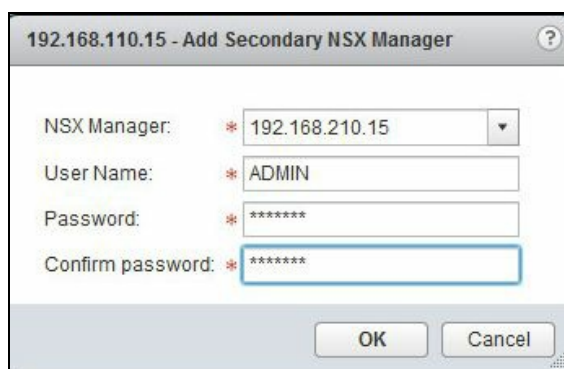 192.168.110.15 - Add Secondary NSX Manager ?
NSX Manager: * 192.168.210.15
User Name: * ADMIN
Password: * *******
Confirm password: * *******
OK Cancel